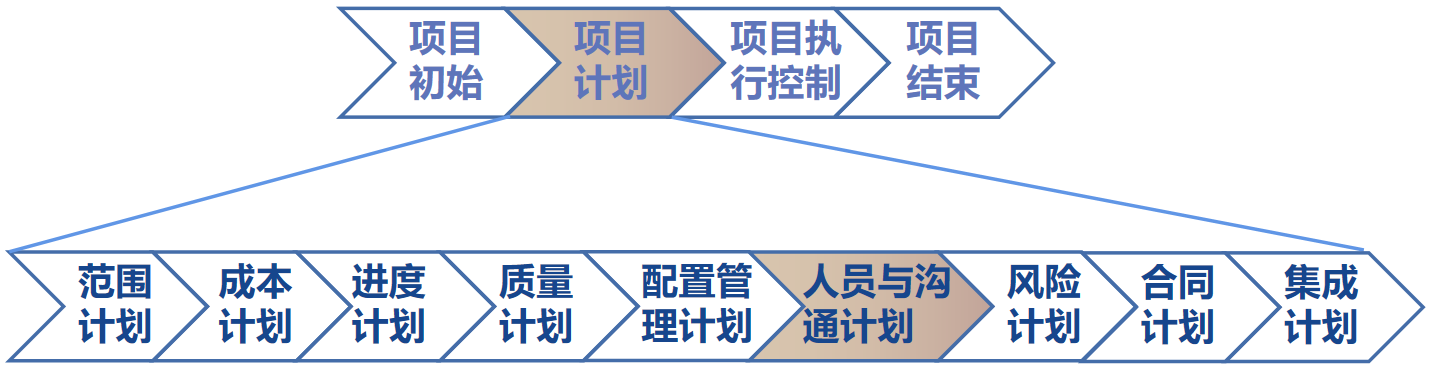 项目
初始
项目
计划
项目执
行控制
项目
结束
范围
计划
成本
计划
进度
计划
质量
计划
配置管
理计划
人员与沟
通计划
风险
计划
合同
计划
集成
计划